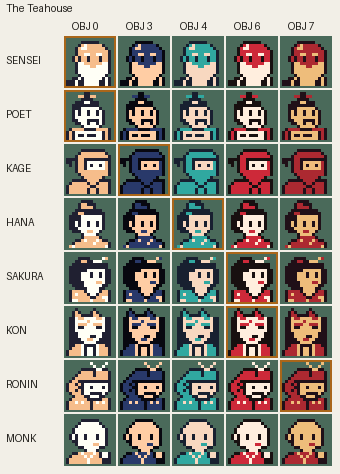 The Teahouse
OBJ 0 OBJ 3 OBJ 4 OBJ 6 OBJ 7
SENSEI
POET
KAGE
HANA
SAKURA
KON
RONIN
MONK